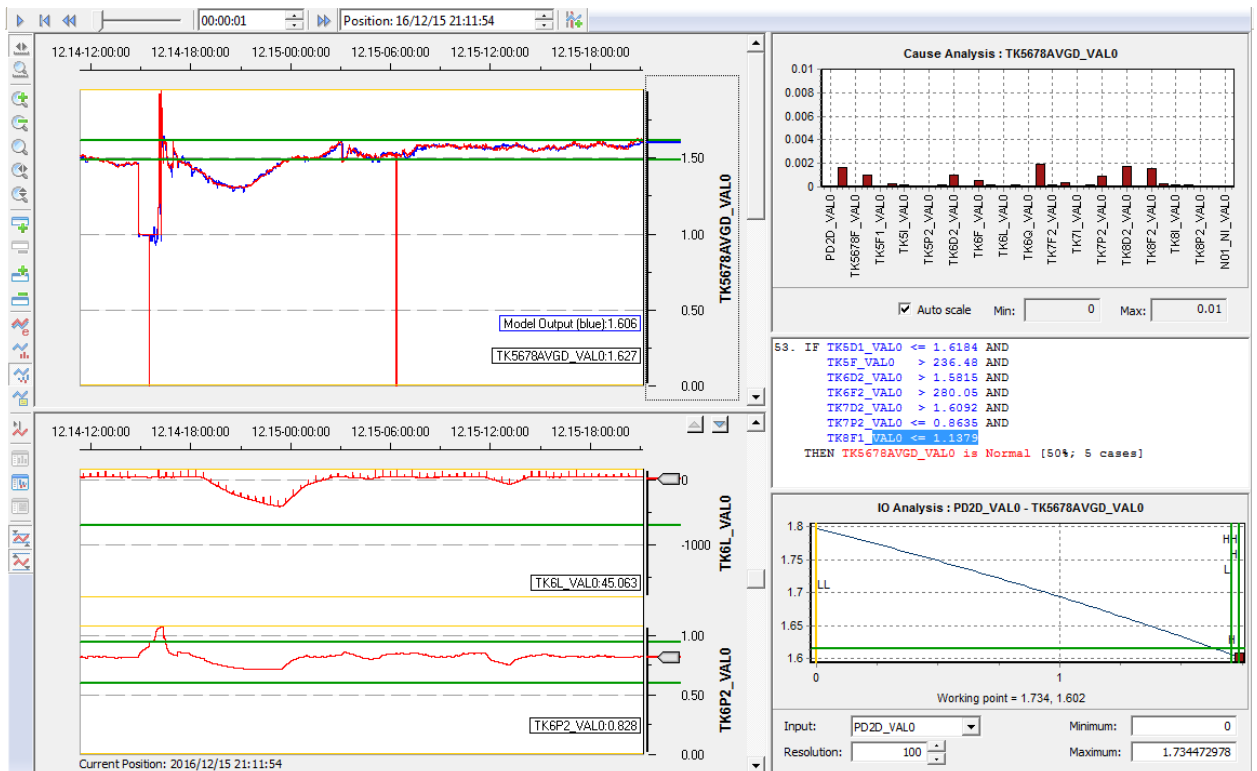 00:00:01
Position: 16/12/15 21:11:54
12.14-12:00:00 12.14-18:00:00 12.15-00:00:00 12.15-06:00:00 12.15-12:00:00 12.15-18:00:00
1.50
1.00
0.50
0.00
TK5678AVGD_VAL0
Model Output (blue):1.606
TK5678AVGD_VAL0:1.627
12.14-12:00:00 12.14-18:00:00 12.15-00:00:00 12.15-06:00:00 12.15-12:00:00 12.15-18:00:00
0
-1000
TK6L_VAL0
TK6L_VAL0:45.063
1.00
0.50
0.00
TK6P2_VAL0
TK6P2_VAL0:0.828
Current Position: 2016/12/15 21:11:54
Cause Analysis : TK5678AVGD_VAL0
0.01
0.008
0.006
0.004
0.002
0
PD2D_VAL0
TK5678F_VAL0
TK5F1_VAL0
TK5I_VAL0
TK5P2_VAL0
TK6D2_VAL0
TK6F_VAL0
TK6L_VAL0
TK6G_VAL0
TK7F2_VAL0
TK7I_VAL0
TK7P2_VAL0
TK8D2_VAL0
TK8F2_VAL0
TK8I_VAL0
TK8P2_VAL0
N01_NI_VAL0
Auto scale Min: 0 Max: 0.01
53. IF TK5D1_VAL0 <= 1.6184 AND
TK5F_VAL0 > 236.48 AND
TK6D2_VAL0 > 1.5815 AND
TK6F2_VAL0 > 280.05 AND
TK7D2_VAL0 > 1.6092 AND
TK7P2_VAL0 <= 0.8635 AND
TK8F1_VAL0 <= 1.1379
THEN TK5678AVGD_VAL0 is Normal [50%; 5 cases]
IO Analysis : PD2D_VAL0 - TK5678AVGD_VAL0
1.8
1.75
1.7
1.65
1.6
LL
HH
H
L
H
0 1
Working point = 1.734, 1.602
Input: PD2D_VAL0 Minimum: 0
Resolution: 100 Maximum: 1.734472978